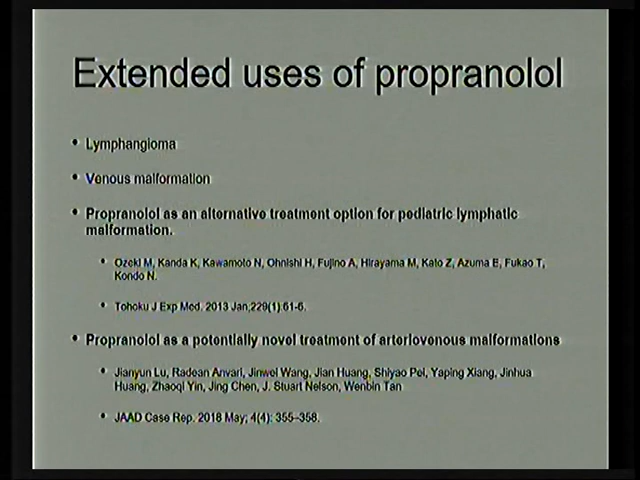 Extended uses of propranolol
• Lymphangioma
• Venous malformation
• Propranolol as an alternative treatment option for pediatric lymphatic
malformation.
• Ozeki M, Kanda K, Kawamoto N, Ohnishi H, Fujino A, Hirayama M, Kato Z, Azuma E, Fukao T,
Kondo N.
• Tohoku J Exp Med. 2013 Jan;229(1):61-6.
• Propranolol as a potentially novel treatment of arteriovenous malformations
• Jianyun Lu, Radean Anvari, Jinwei Wang, Jian Huang, Shiyao Pei, Yaping Xiang, Jinhua
Huang, Zhaoqi Yin, Jing Chen, J. Stuart Nelson, Wenbin Tan
• JAAD Case Rep. 2018 May; 4(4): 355–358.